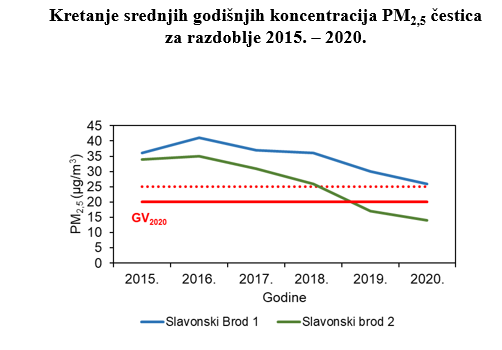 Kretanje srednjih godišnjih koncentracija PM2,5 čestica
za razdoblje 2015. – 2020.
45
40
35
30
25
20
15
10
5
0
PM2,5 (µg/m³)
GV2020
2015. 2016. 2017. 2018. 2019. 2020.
Godine
Slavonski Brod 1 Slavonski brod 2